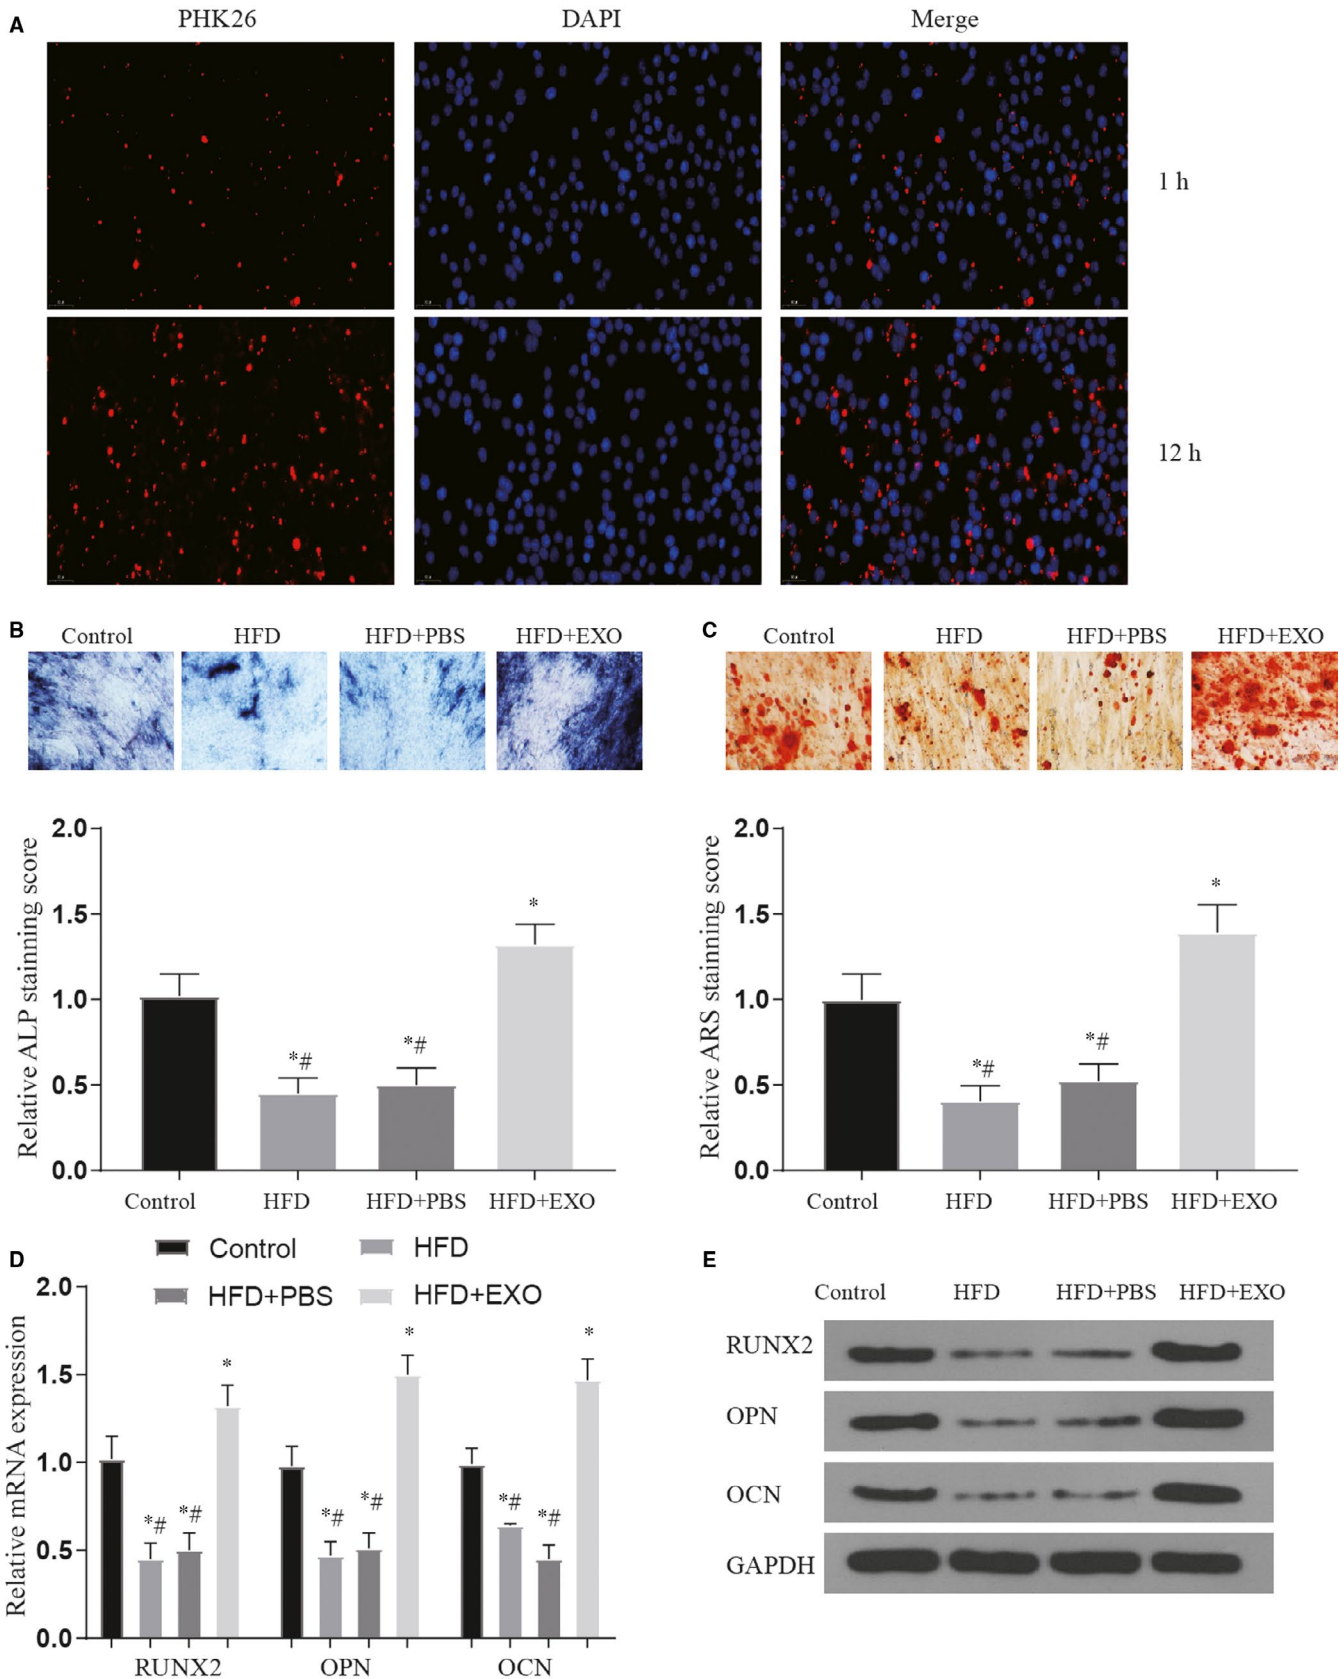 A
PHK26 DAPI Merge
1 h
12 h
B
Control HFD HFD+PBS HFD+EXO
Relative ALP stainning score
2.0
1.5
1.0
0.5
0.0
*# *# *
Control HFD HFD+PBS HFD+EXO
C
Control HFD HFD+PBS HFD+EXO
Relative ARS stainning score
2.0
1.5
1.0
0.5
0.0
*# *# *
Control HFD HFD+PBS HFD+EXO
D
Control HFD
HFD+PBS HFD+EXO
Relative mRNA expression
2.0
1.5
1.0
0.5
0.0
*# *# * *# *# * *# *# *
RUNX2 OPN OCN
E
Control HFD HFD+PBS HFD+EXO
RUNX2
OPN
OCN
GAPDH